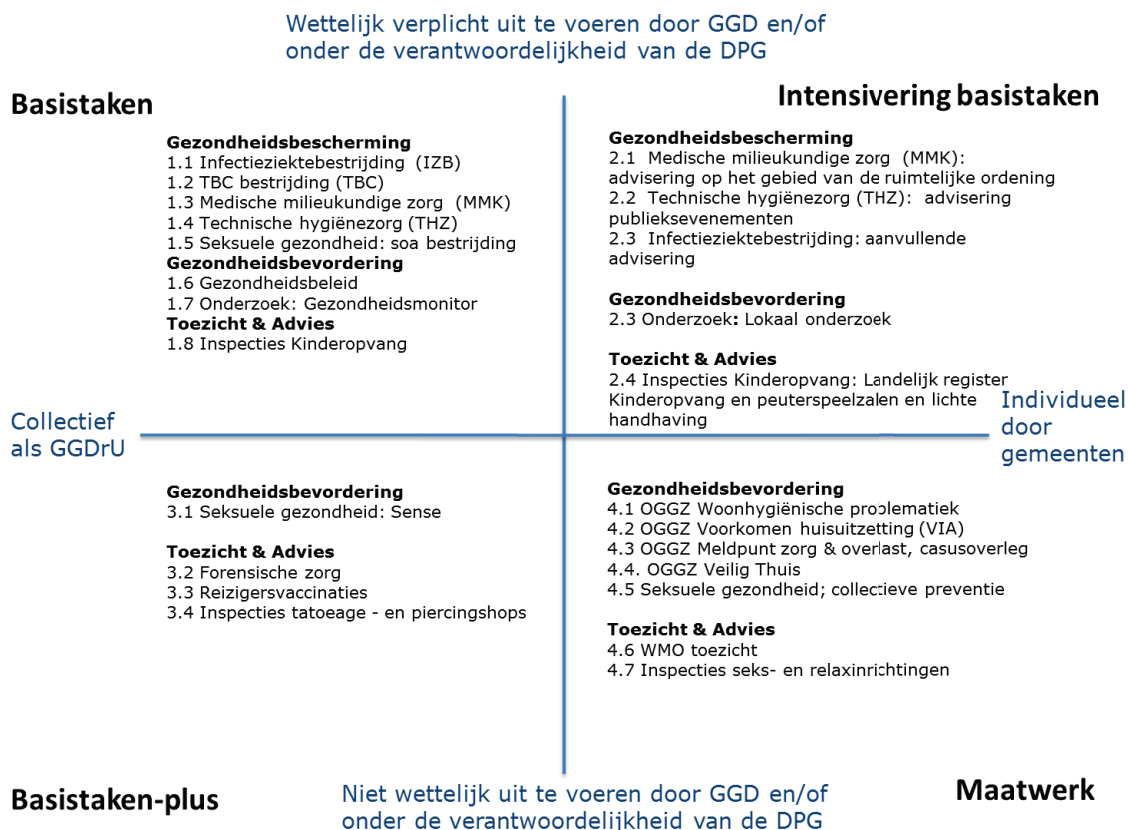 Wettelijk verplicht uit te voeren door GGD en/of
onder de verantwoordelijkheid van de DPG
Basistaken
Gezondheidsbescherming
1.1 Infectieziektebestrijding (IZB)
1.2 TBC bestrijding (TBC)
1.3 Medische milieukundige zorg (MMK)
1.4 Technische hygiënezorg (THZ)
1.5 Seksuele gezondheid: soa bestrijding
Gezondheidsbevordering
1.6 Gezondheidsbeleid
1.7 Onderzoek: Gezondheidsmonitor
Toezicht & Advies
1.8 Inspecties Kinderopvang
Intensivering basistaken
Gezondheidsbescherming
2.1 Medische milieukundige zorg (MMK):
advisering op het gebied van de ruimtelijke ordening
2.2 Technische hygiënezorg (THZ): advisering
publieksevenementen
2.3 Infectieziektebestrijding: aanvullende
advisering
Gezondheidsbevordering
2.3 Onderzoek: Lokaal onderzoek
Toezicht & Advies
2.4 Inspecties Kinderopvang: Landelijk register
Kinderopvang en peuterspeelzalen en lichte
handhaving
Collectief
als GGDrU
Individueel
door
gemeenten
Gezondheidsbevordering
3.1 Seksuele gezondheid: Sense
Toezicht & Advies
3.2 Forensische zorg
3.3 Reizigersvaccinaties
3.4 Inspecties tatoeage - en piercingshops
Gezondheidsbevordering
4.1 OGGZ Woonhygiënische problematiek
4.2 OGGZ Voorkomen huisuitzetting (VIA)
4.3 OGGZ Meldpunt zorg & overlast, casusoverleg
4.4. OGGZ Veilig Thuis
4.5 Seksuele gezondheid; collectieve preventie
Toezicht & Advies
4.6 WMO toezicht
4.7 Inspecties seks- en relaxinrichtingen
Basistaken-plus
Niet wettelijk uit te voeren door GGD en/of
onder de verantwoordelijkheid van de DPG
Maatwerk